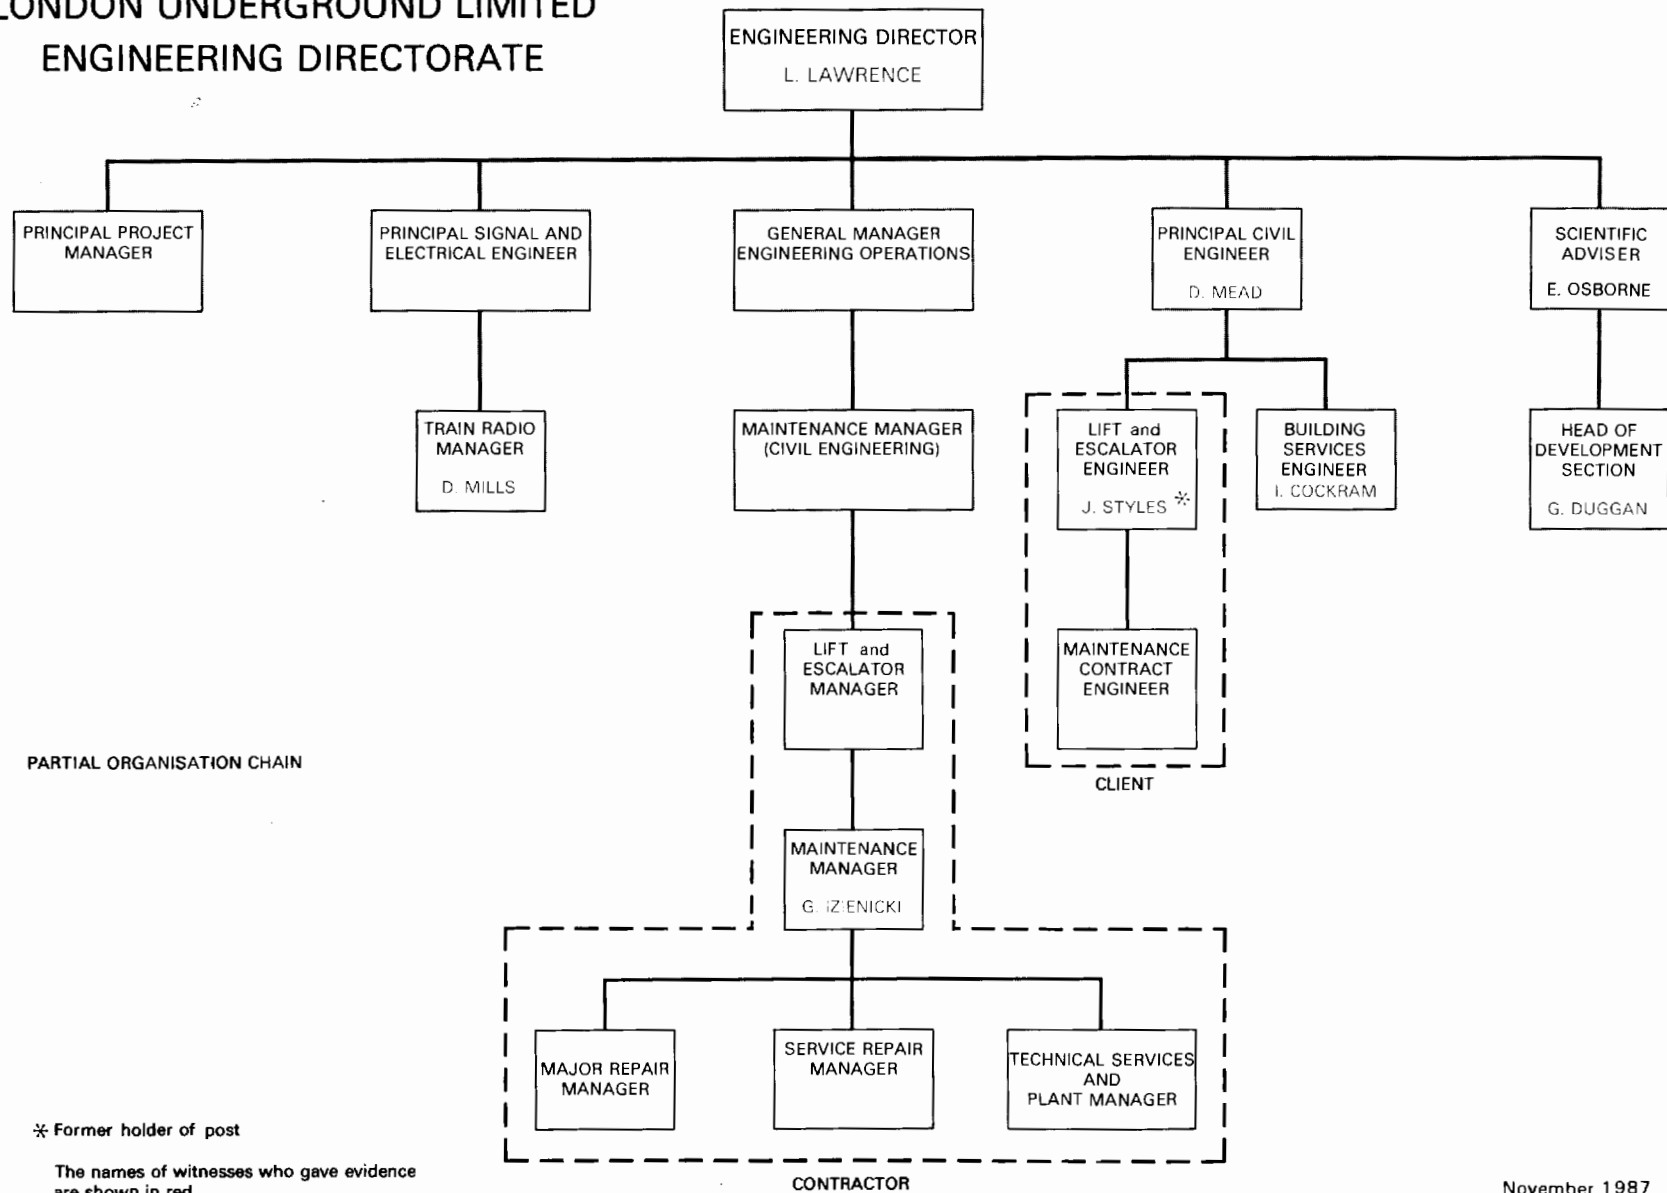 LONDON UNDERGROUND LIMITED
ENGINEERING DIRECTORATE
ENGINEERING DIRECTOR
L. LAWRENCE
PRINCIPAL PROJECT
MANAGER
PRINCIPAL SIGNAL AND
ELECTRICAL ENGINEER
GENERAL MANAGER
ENGINEERING OPERATIONS
PRINCIPAL CIVIL
ENGINEER
D. MEAD
SCIENTIFIC
ADVISER
E. OSBORNE
TRAIN RADIO
MANAGER
D. MILLS
MAINTENANCE MANAGER
(CIVIL ENGINEERING)
LIFT and
ESCALATOR
ENGINEER
J. STYLES *
BUILDING
SERVICES
ENGINEER
I. COCKRAM
HEAD OF
DEVELOPMENT
SECTION
G. DUGGAN
LIFT and
ESCALATOR
MANAGER
MAINTENANCE
CONTRACT
ENGINEER
PARTIAL ORGANISATION CHAIN
CLIENT
MAINTENANCE
MANAGER
G. IZIENICKI
MAJOR REPAIR
MANAGER
SERVICE REPAIR
MANAGER
TECHNICAL SERVICES
AND
PLANT MANAGER
* Former holder of post
The names of witnesses who gave evidence
are shown in red
CONTRACTOR
November 1987